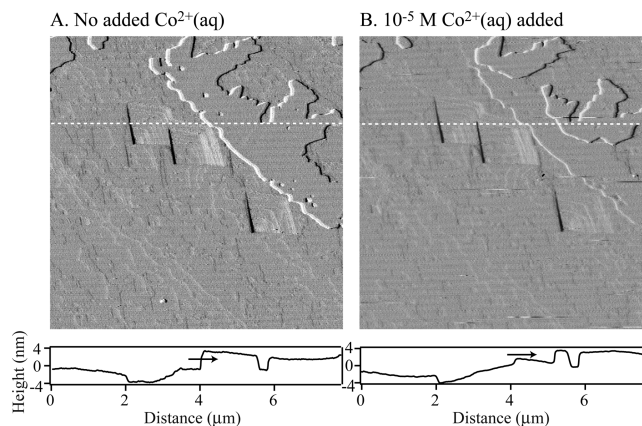 A. No added Co²⁺(aq)
B. 10⁻⁵ M Co²⁺(aq) added
Height (nm)
4
0
-4
0 2 4 6
Distance (μm)
4
0
-4
0 2 4 6
Distance (μm)